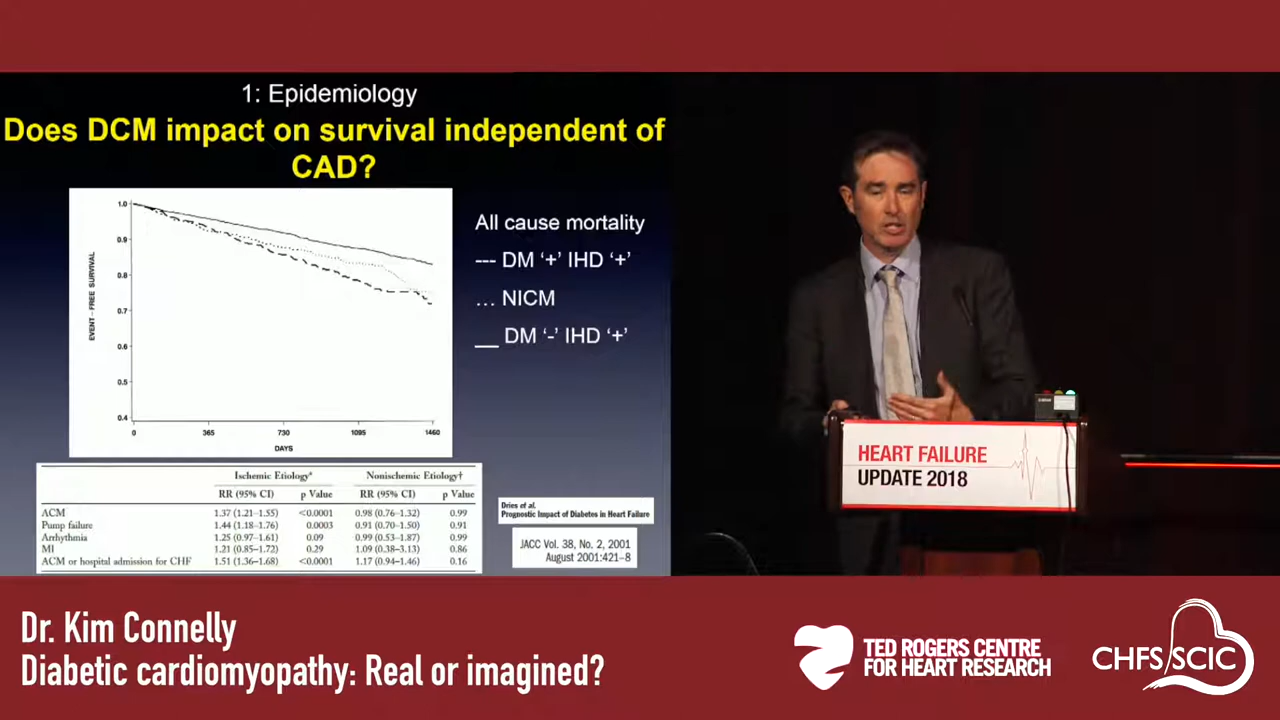 1: Epidemiology
Does DCM impact on survival independent of
CAD?
1.0
0.9
0.8
0.7
0.6
0.5
0.4
EVENT-FREE SURVIVAL
0
365
730
1095
1460
DAYS
All cause mortality
--- DM '+' IHD '+'
... NICM
__ DM '-' IHD '+'
Ischemic Etiology* Nonischemic Etiology†
RR (95% CI) p Value RR (95% CI) p Value
ACM 1.37 (1.21–1.55) <0.0001 0.98 (0.76–1.32) 0.99
Pump failure 1.44 (1.18–1.76) 0.0003 0.91 (0.70–1.50) 0.91
Arrhythmia 1.25 (0.97–1.61) 0.09 0.99 (0.53–1.87) 0.99
MI 1.21 (0.85–1.72) 0.29 1.09 (0.38–3.13) 0.86
ACM or hospital admission for CHF 1.51 (1.36–1.68) <0.0001 1.17 (0.94–1.46) 0.16
Dries et al.
Prognostic Impact of Diabetes in Heart Failure
JACC Vol. 38, No. 2, 2001
August 2001:421–8
HEART FAILURE
UPDATE 2018
Dr. Kim Connelly
Diabetic cardiomyopathy: Real or imagined?
TED ROGERS CENTRE
FOR HEART RESEARCH
CHFS/SCIC